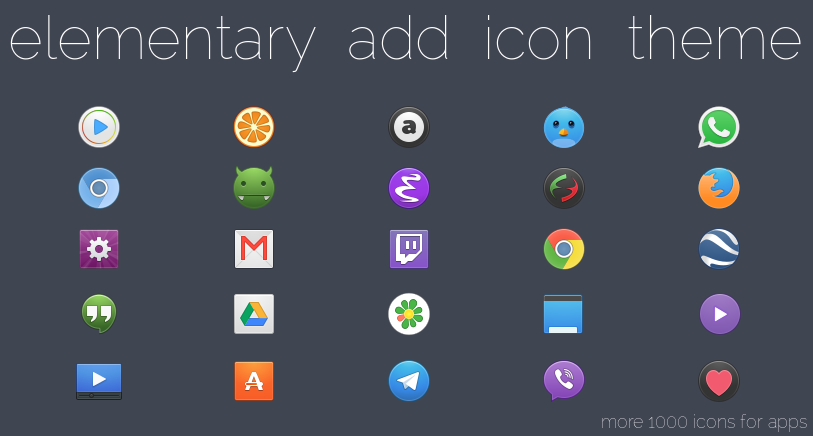 elementary add icon theme
a
A
more 1000 icons for apps